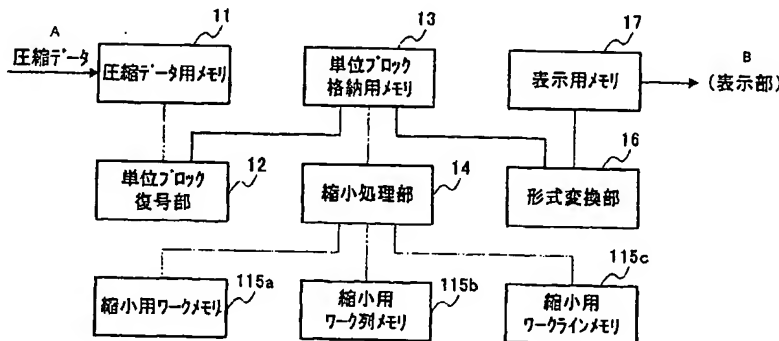 A
圧縮データ
11
圧縮データ用メモリ
13
単位ブロック
格納用メモリ
17
表示用メモリ
B
(表示部)
単位ブロック
復号部
12
縮小処理部
14
形式変換部
16
縮小用ワークメモリ
115a
縮小用
ワーク列メモリ
115b
縮小用
ワークラインメモリ
115c